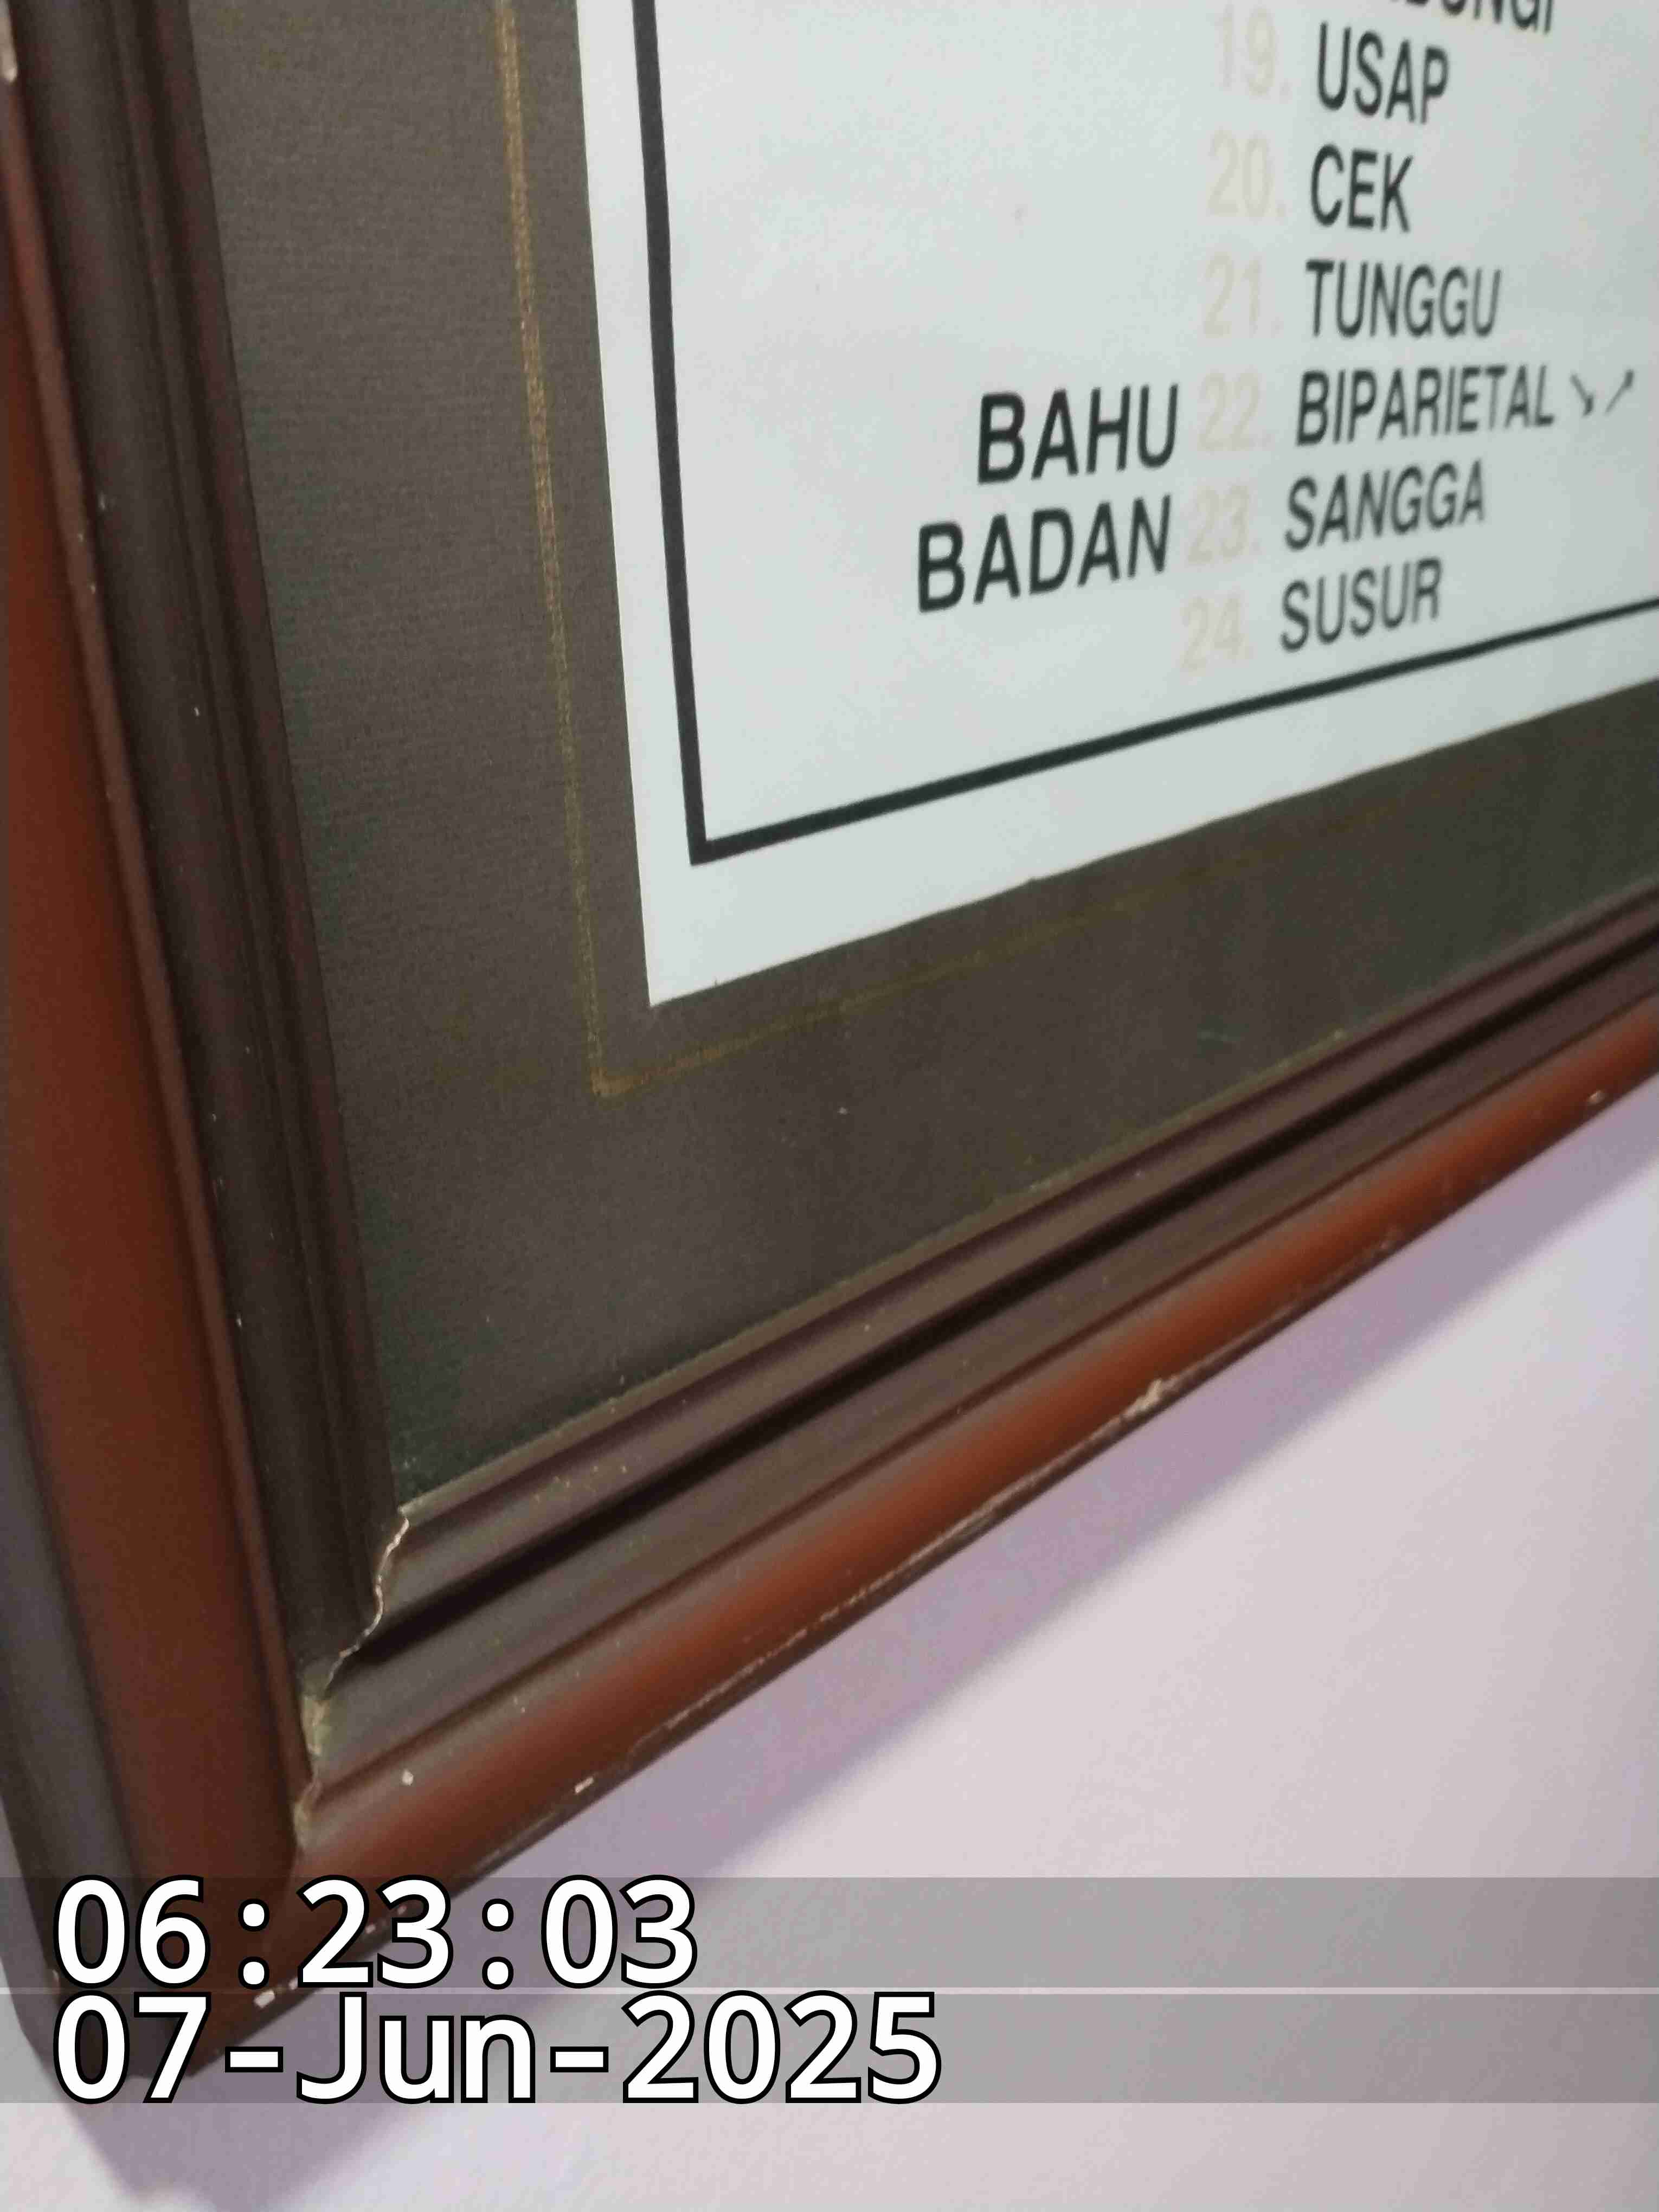 19. USAP
20. CEK
21. TUNGGU
BAHU 22. BIPARIETAL ↘↗
BADAN 23. SANGGA
24. SUSUR
06:23:03
07-Jun-2025